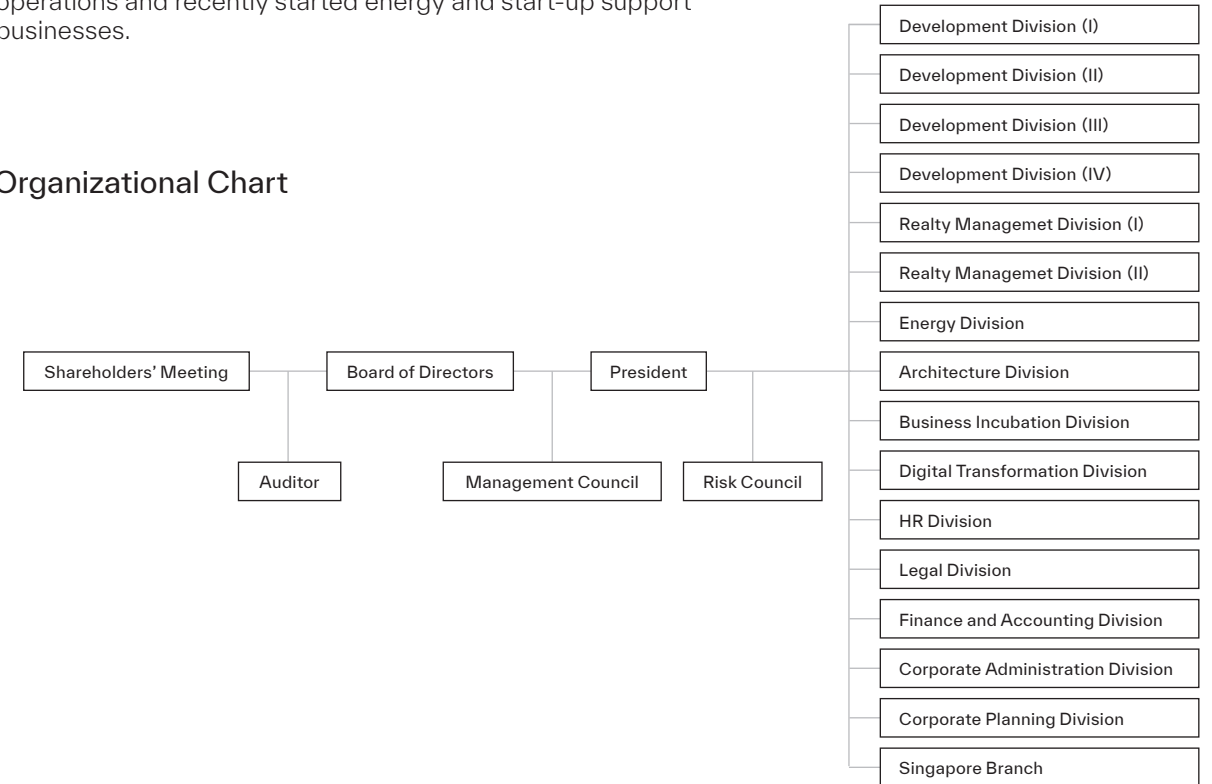 operations and recently started energy and start-up support
businesses.
Organizational Chart
Shareholders' Meeting
Board of Directors
President
Auditor
Management Council
Risk Council
Development Division (I)
Development Division (II)
Development Division (III)
Development Division (IV)
Realty Managemet Division (I)
Realty Managemet Division (II)
Energy Division
Architecture Division
Business Incubation Division
Digital Transformation Division
HR Division
Legal Division
Finance and Accounting Division
Corporate Administration Division
Corporate Planning Division
Singapore Branch